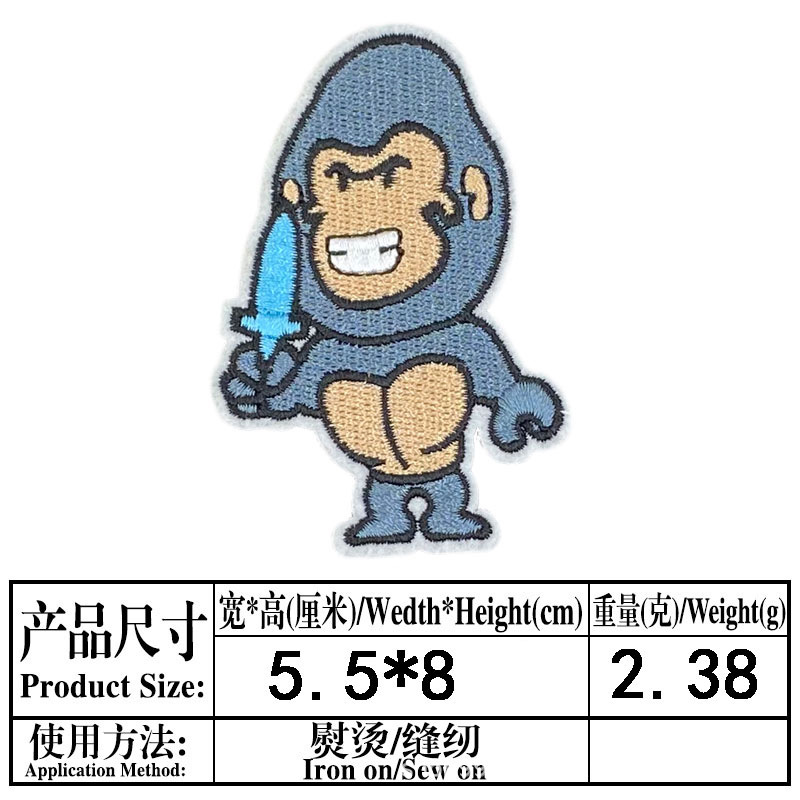 产品尺寸
Product Size:
宽*高(厘米)/Wedth*Height(cm)
重量(克)/Weight(g)
5.5*8
2.38
使用方法:
Application Method:
熨烫/缝纫
Iron on/Sew on